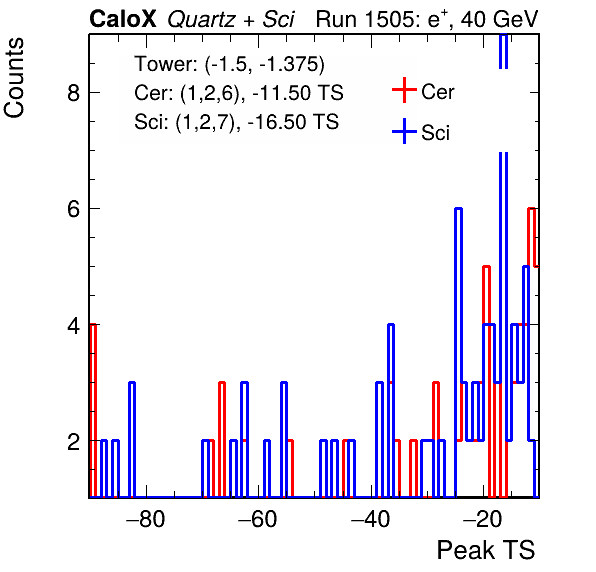 CaloX Quartz + Sci Run 1505: e⁺, 40 GeV
Counts
Tower: (-1.5, -1.375)
Cer: (1,2,6), -11.50 TS
Sci: (1,2,7), -16.50 TS
Cer
Sci
8
6
4
2
−80 −60 −40 −20
Peak TS